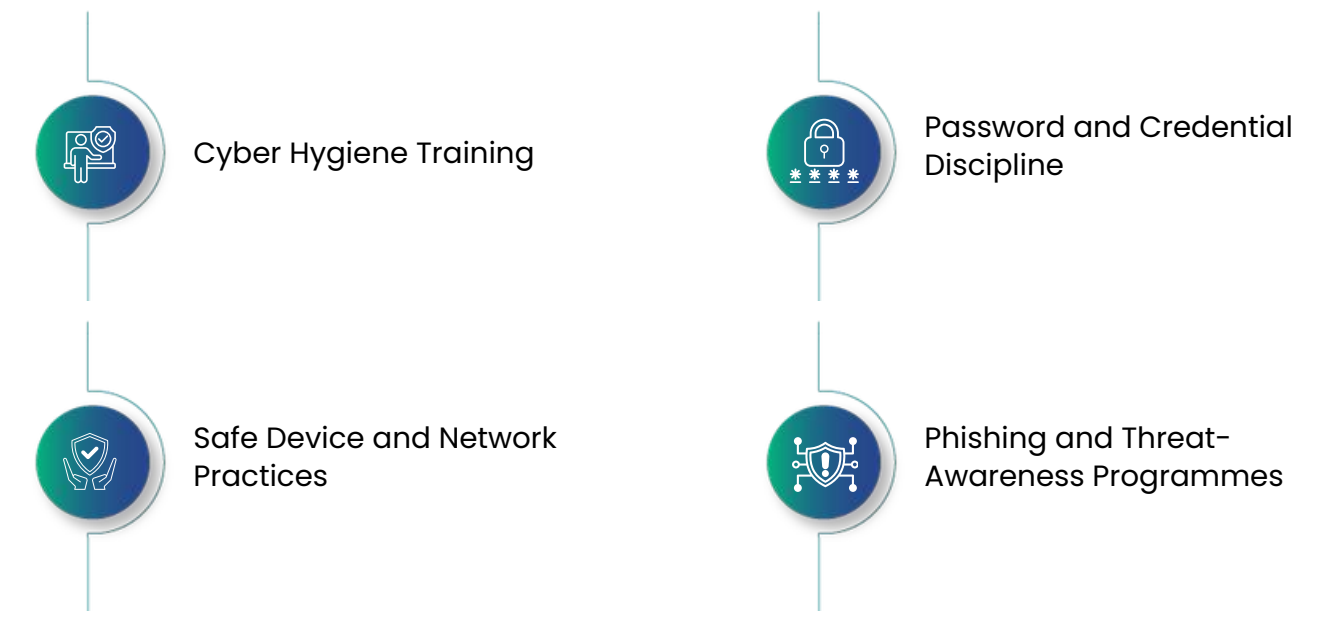 Cyber Hygiene Training
Password and Credential
Discipline
Safe Device and Network
Practices
Phishing and Threat-
Awareness Programmes